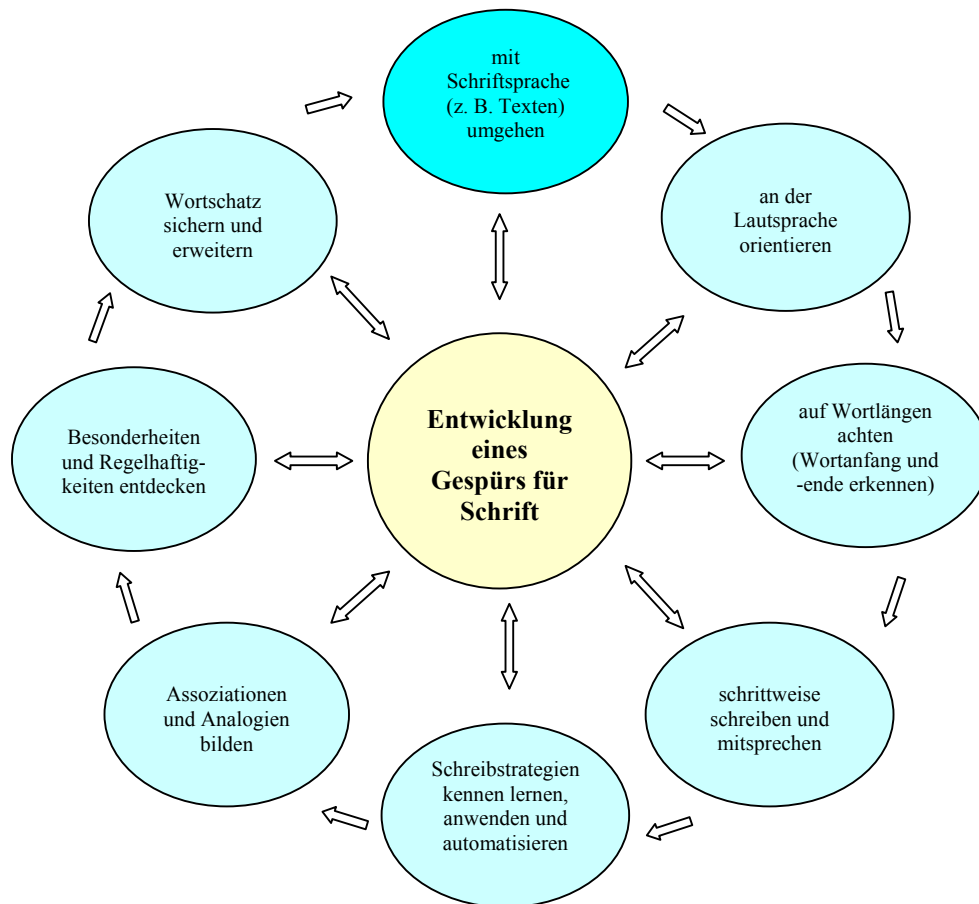 mit
Schriftsprache
(z. B. Texten)
umgehen
an der
Lautsprache
orientieren
auf Wortlängen
achten
(Wortanfang und
-ende erkennen)
schrittweise
schreiben und
mitsprechen
Schreibstrategien
kennen lernen,
anwenden und
automatisieren
Assoziationen
und Analogien
bilden
Besonderheiten
und Regelhaftig-
keiten entdecken
Wortschatz
sichern und
erweitern
Entwicklung
eines
Gespürs für
Schrift